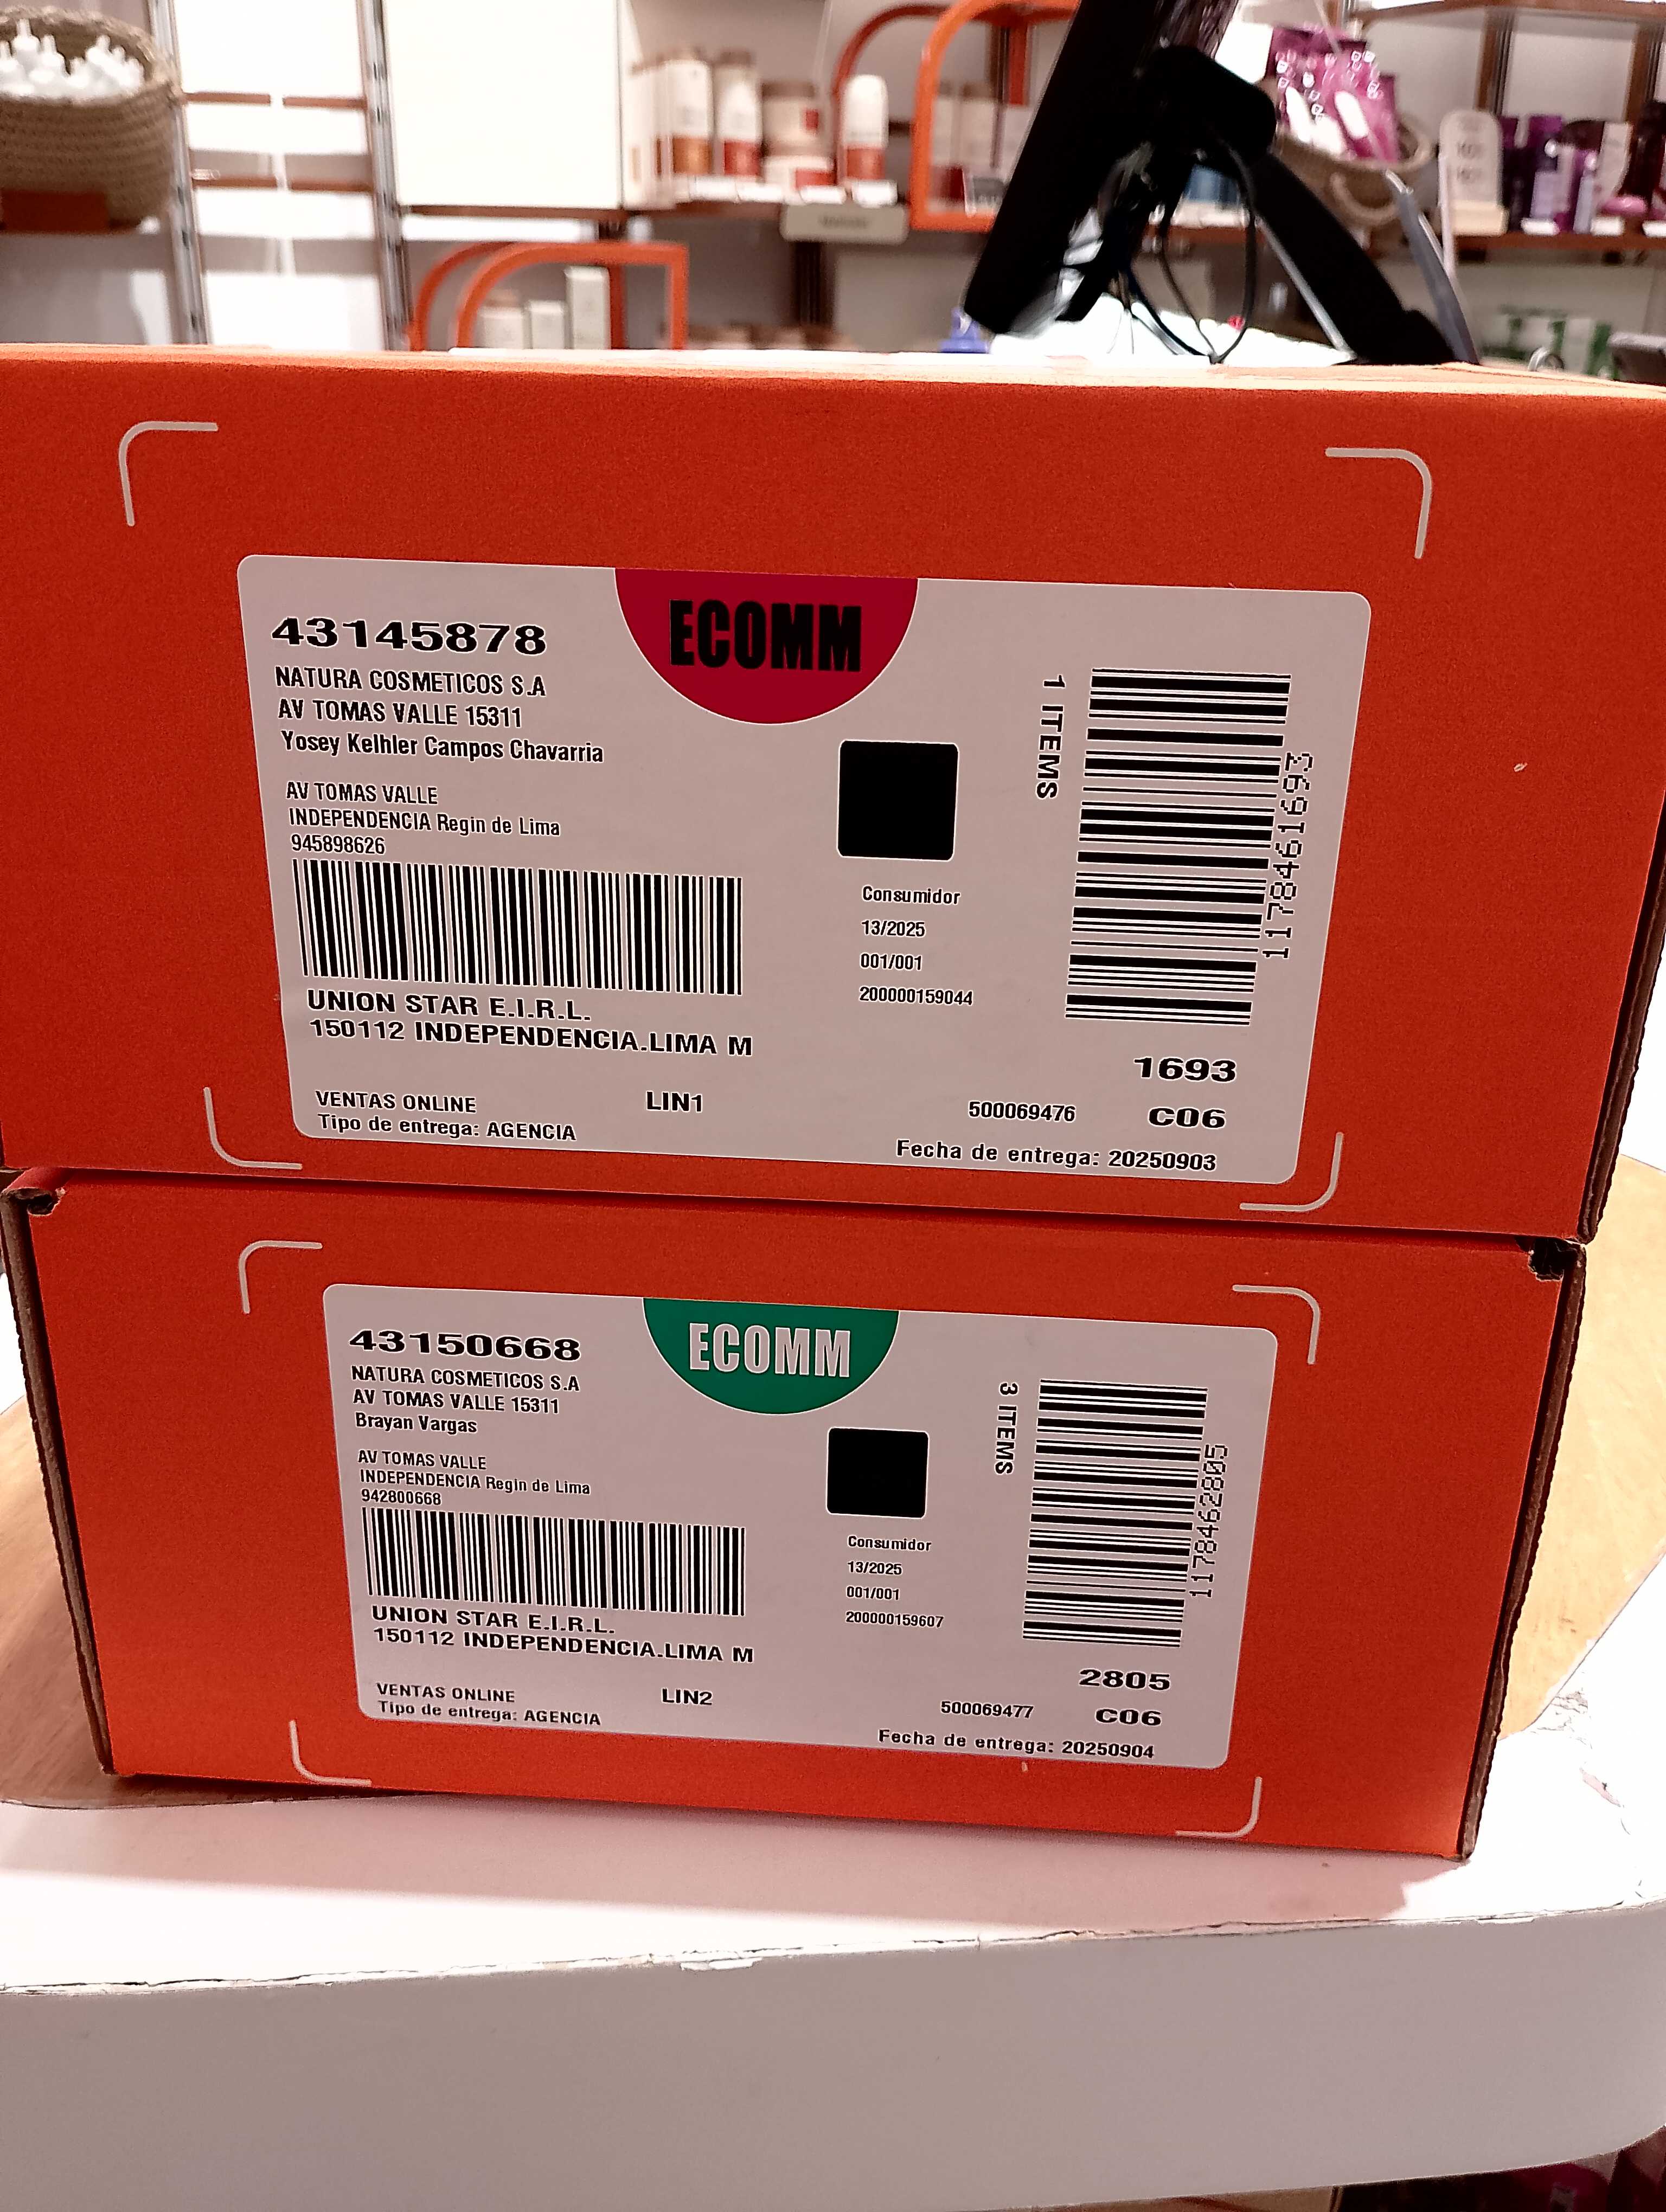 43145878
ECOMM
NATURA COSMETICOS S.A
AV TOMAS VALLE 15311
Yosey Kelhler Campos Chavarria
AV TOMAS VALLE
INDEPENDENCIA Regin de Lima
945898626
UNION STAR E.I.R.L.
150112 INDEPENDENCIA.LIMA M
VENTAS ONLINE
Tipo de entrega: AGENCIA
LIN1
Consumidor
13/2025
001/001
200000159044
1 ITEMS
1178461693
1693
500069476
C06
Fecha de entrega: 20250903
43150668
ECOMM
NATURA COSMETICOS S.A
AV TOMAS VALLE 15311
Brayan Vargas
AV TOMAS VALLE
INDEPENDENCIA Regin de Lima
942800668
UNION STAR E.I.R.L.
150112 INDEPENDENCIA.LIMA M
VENTAS ONLINE
Tipo de entrega: AGENCIA
LIN2
Consumidor
13/2025
001/001
200000159607
3 ITEMS
1178462805
2805
500069477
C06
Fecha de entrega: 20250904